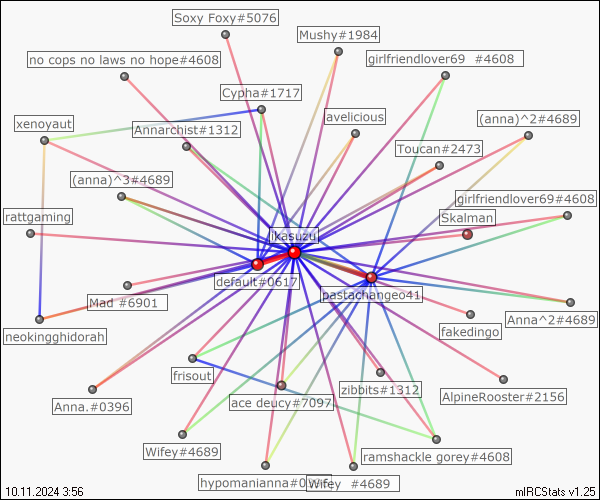 Soxy Foxy#5076
Mushy#1984
no cops no laws no hope#4608
girlfriendlover69  #4608
Cypha#1717
xenoyaut
Annarchist#1312
avelicious
(anna)^2#4689
Toucan#2473
(anna)^3#4689
girlfriendlover69#4608
rattgaming
Skalman
ikasuzu
default#0617
Mad #6901
pastachangeo41
neokingghidorah
fakedingo
Anna^2#4689
frisout
zibbits#1312
AlpineRooster#2156
Anna.#0396
ace deucy#7097
Wifey#4689
ramshackle gorey#4608
hypomanianna
Wifey  #4689
10.11.2024 3:56
mIRCStats v1.25